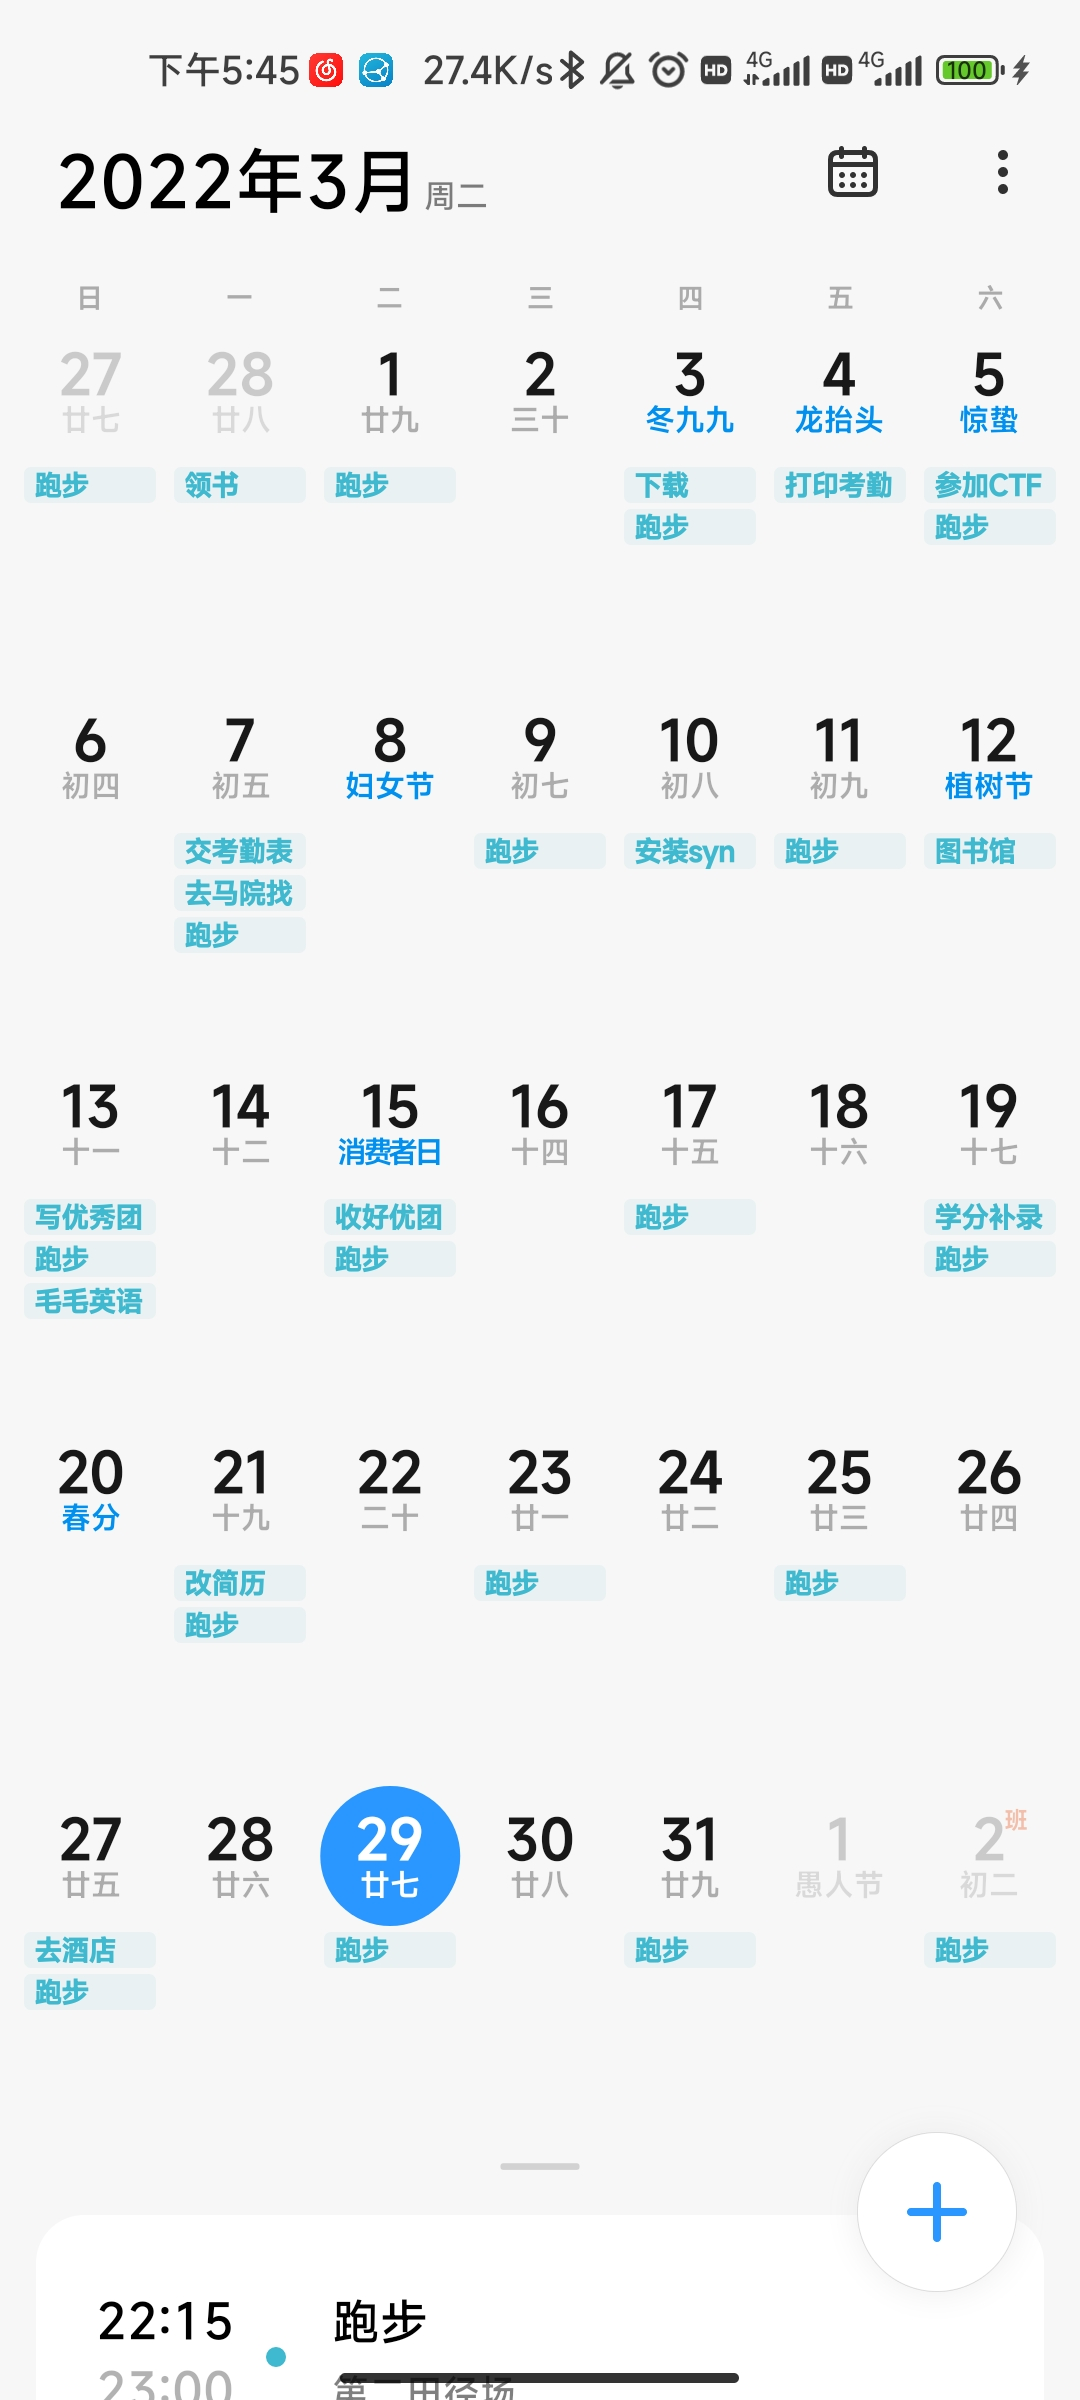 下午5:45 27.4K/s HD 4G HD 4G 100
2022年3月 周二
日 一 二 三 四 五 六
27 28 1 2 3 4 5
廿七 廿八 廿九 三十 冬九九 龙抬头 惊蛰
跑步 领书 跑步 下载 打印考勤 参加CTF
跑步 跑步
6 7 8 9 10 11 12
初四 初五 妇女节 初七 初八 初九 植树节
交考勤表 跑步 安装syn 跑步 图书馆
去马院找
跑步
13 14 15 16 17 18 19
十一 十二 消费者日 十四 十五 十六 十七
写优秀团 收好优团 跑步 学分补录
跑步 跑步 跑步
毛毛英语
20 21 22 23 24 25 26
春分 十九 二十 廿一 廿二 廿三 廿四
改简历 跑步 跑步
跑步
27 28 29 30 31 1 2 班
廿五 廿六 廿七 廿八 廿九 愚人节 初二
去酒店 跑步 跑步 跑步
跑步
22:15 跑步
23:00 第二田径场